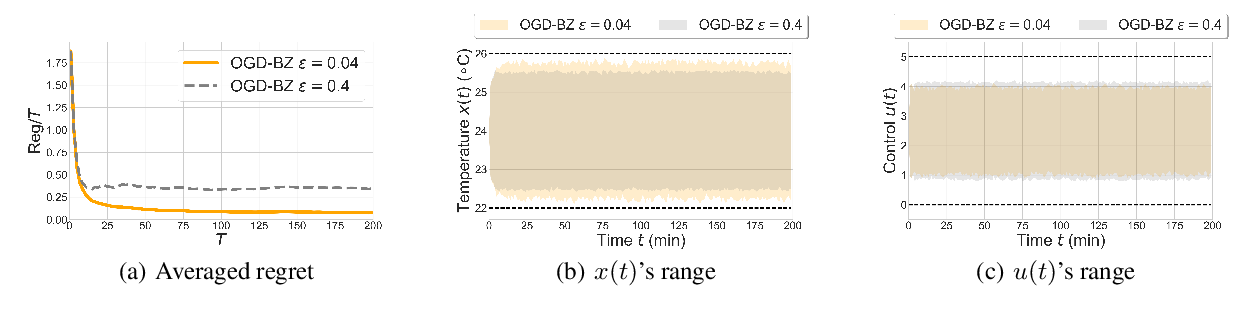 OGD-BZ ε = 0.04
OGD-BZ ε = 0.4
Reg/T
1.75
1.50
1.25
1.00
0.75
0.50
0.25
0.00
0 25 50 75 100 125 150 175 200
T
(a) Averaged regret
OGD-BZ ε = 0.04 OGD-BZ ε = 0.4
Temperature x(t) (∘C)
26
25
24
23
22
0 25 50 75 100 125 150 175 200
Time t (min)
(b) x(t)'s range
OGD-BZ ε = 0.04 OGD-BZ ε = 0.4
Control u(t)
5
4
3
2
1
0
0 25 50 75 100 125 150 175 200
Time t (min)
(c) u(t)'s range